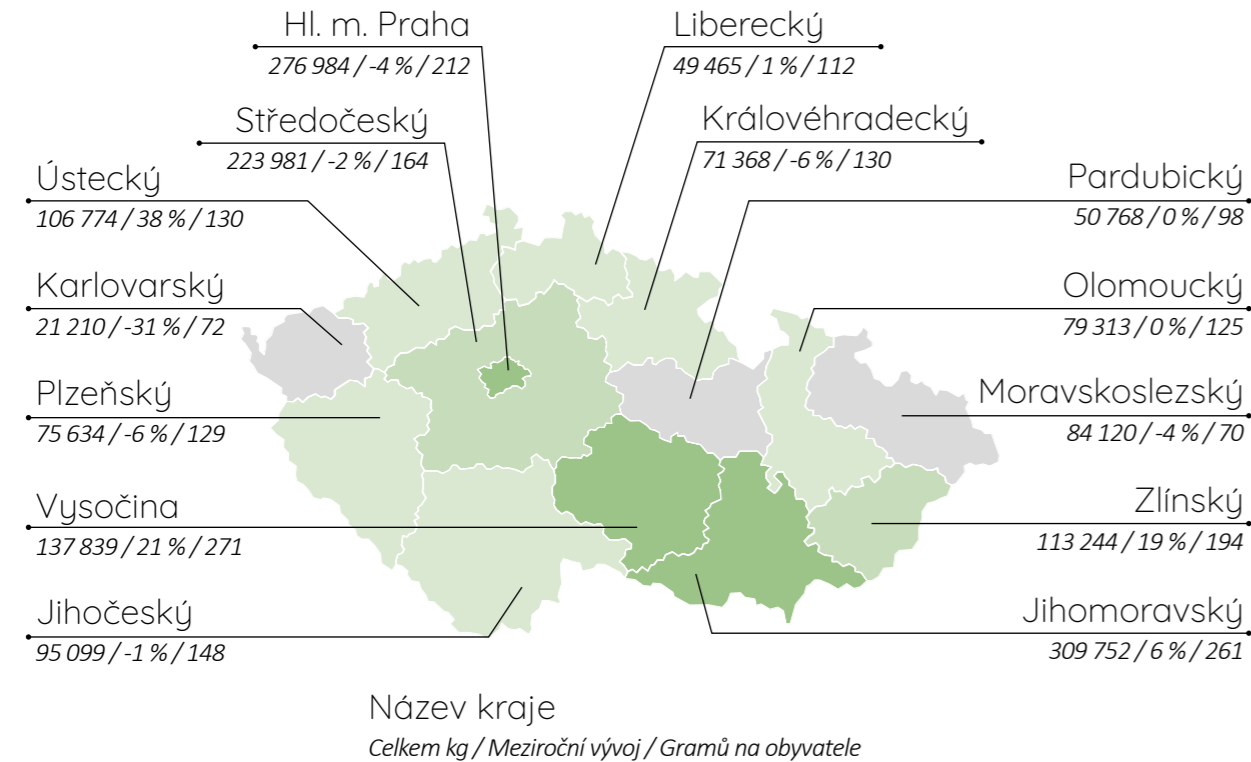 Hl. m. Praha
276 984 / -4 % / 212
Liberecký
49 465 / 1 % / 112
Středočeský
223 981 / -2 % / 164
Královéhradecký
71 368 / -6 % / 130
Ústecký
106 774 / 38 % / 130
Pardubický
50 768 / 0 % / 98
Karlovarský
21 210 / -31 % / 72
Olomoucký
79 313 / 0 % / 125
Plzeňský
75 634 / -6 % / 129
Moravskoslezský
84 120 / -4 % / 70
Vysočina
137 839 / 21 % / 271
Zlínský
113 244 / 19 % / 194
Jihočeský
95 099 / -1 % / 148
Jihomoravský
309 752 / 6 % / 261
Název kraje
Celkem kg / Meziroční vývoj / Gramů na obyvatele